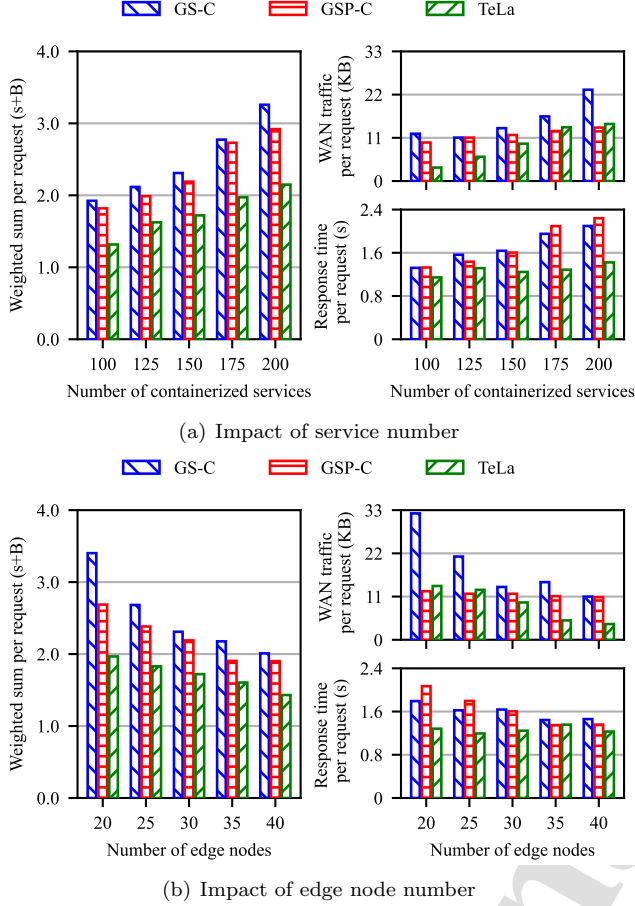 GS-C GSP-C TeLa
Weighted sum per request (s+B)
4.0
3.0
2.0
1.0
0.0
100 125 150 175 200
Number of containerized services
WAN traffic
per request (KB)
33
22
11
0
Response time
per request (s)
2.4
1.6
0.8
0
100 125 150 175 200
Number of containerized services
(a) Impact of service number
GS-C GSP-C TeLa
Weighted sum per request (s+B)
4.0
3.0
2.0
1.0
0.0
20 25 30 35 40
Number of edge nodes
WAN traffic
per request (KB)
33
22
11
0
Response time
per request (s)
2.4
1.6
0.8
0
20 25 30 35 40
Number of edge nodes
(b) Impact of edge node number